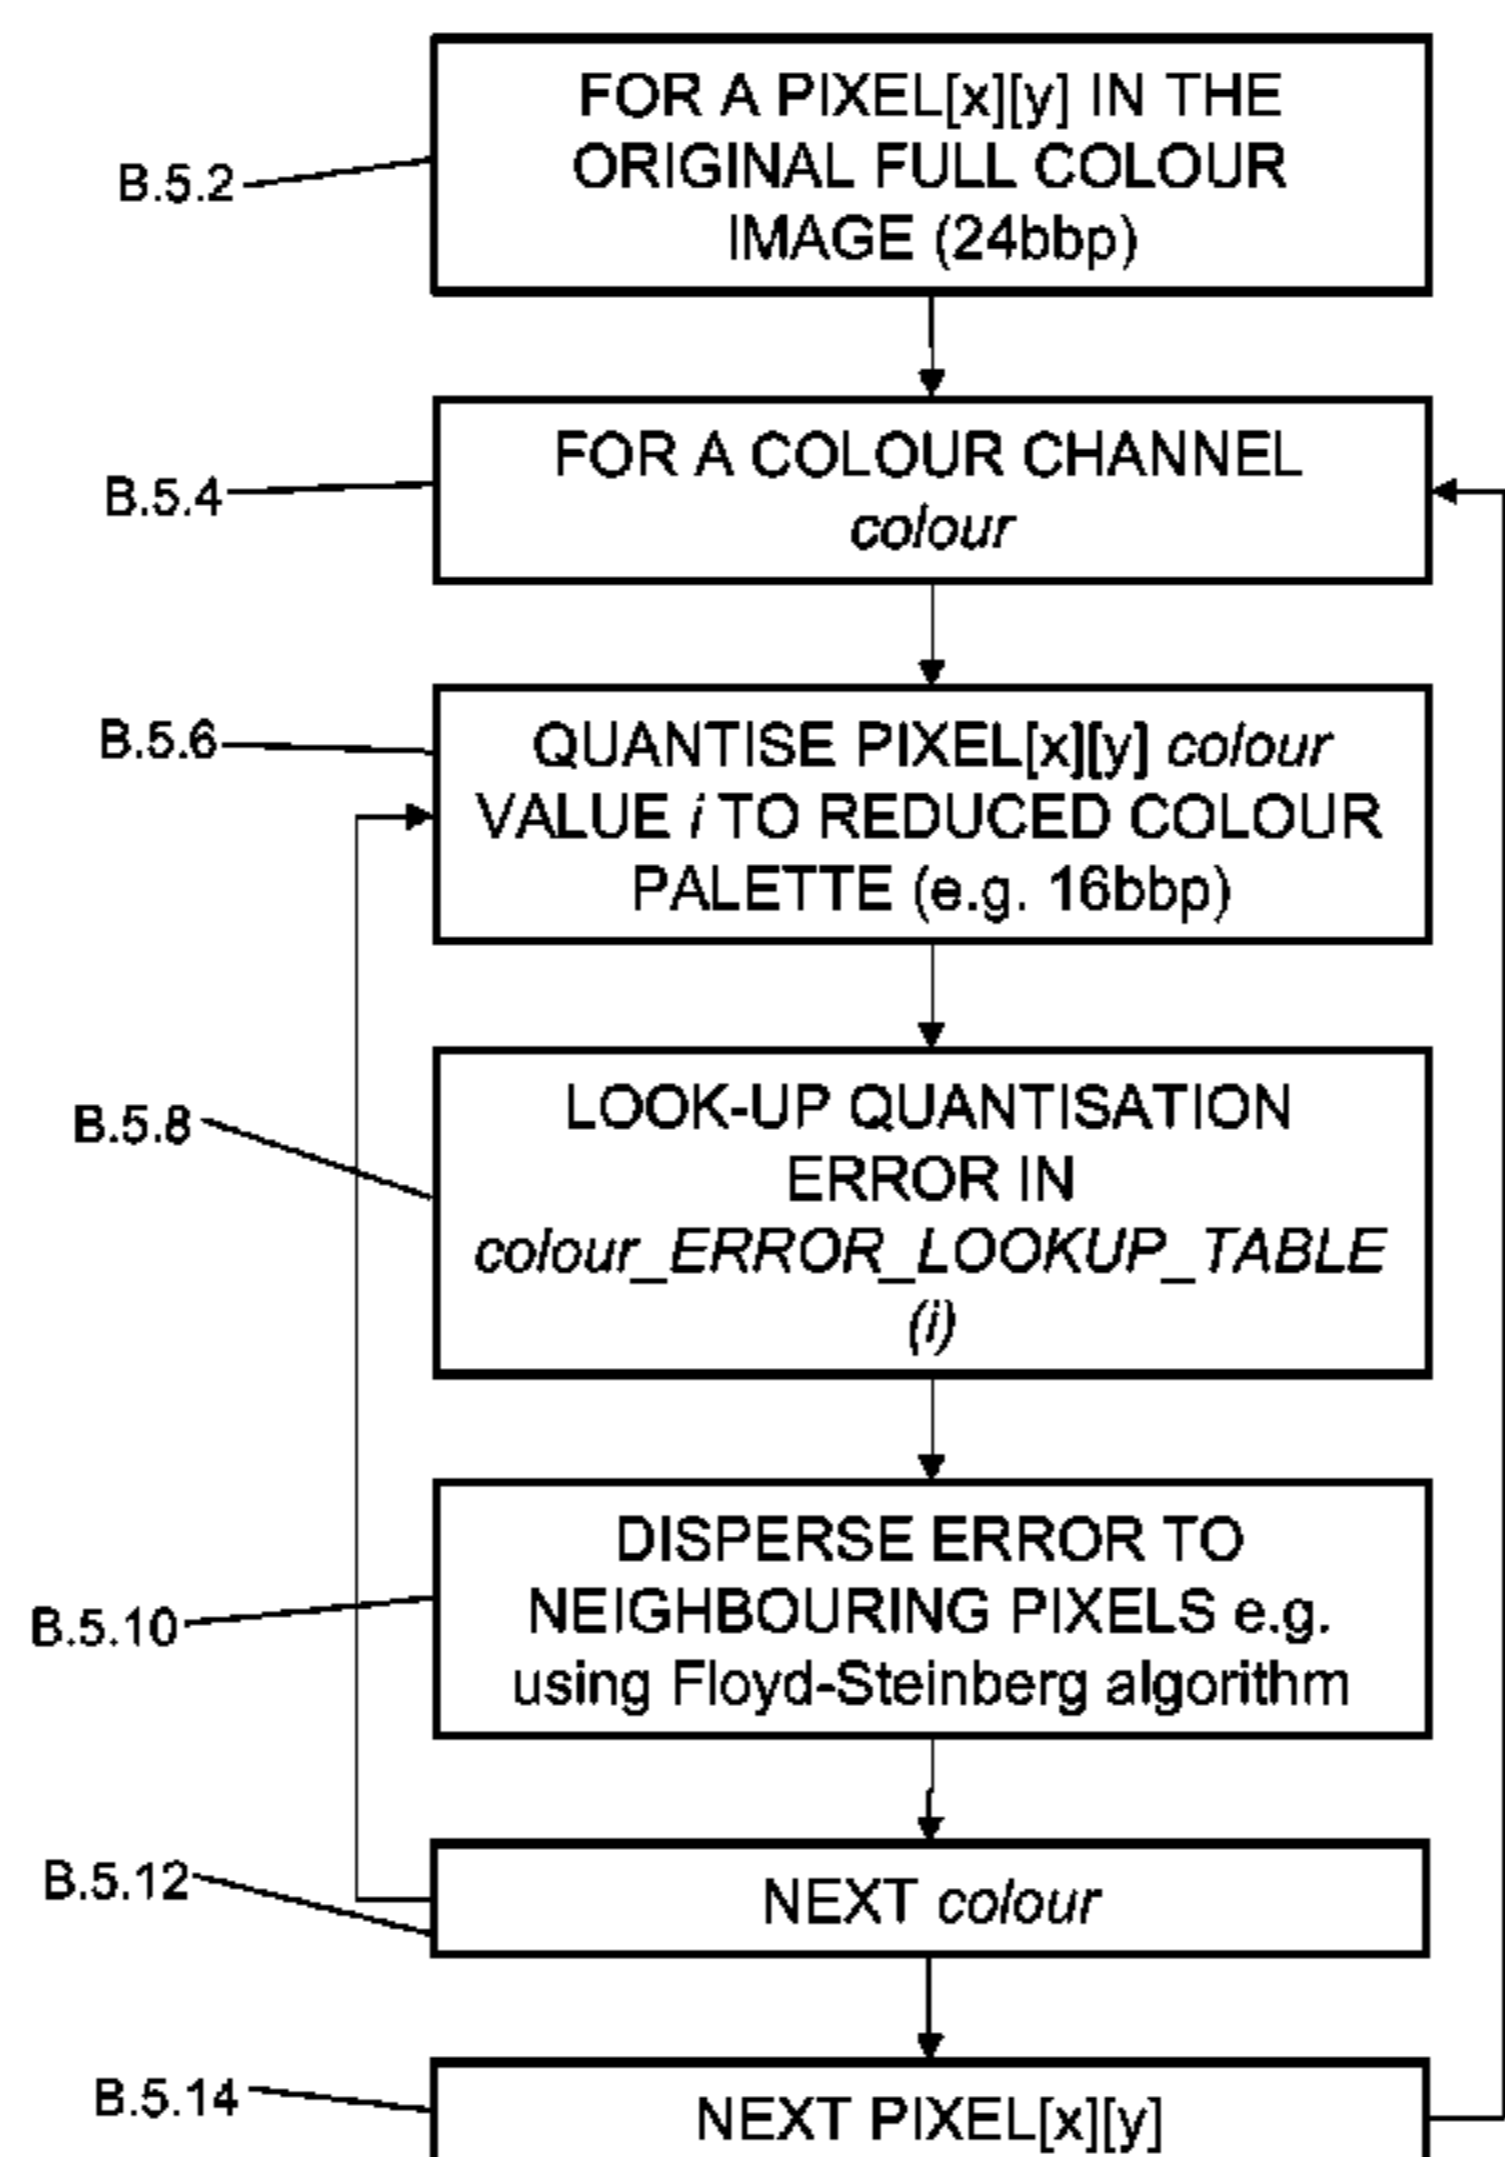 FOR A PIXEL[x][y] IN THE
ORIGINAL FULL COLOUR
IMAGE (24bbp)
B.5.2
FOR A COLOUR CHANNEL
colour
B.5.4
QUANTISE PIXEL[x][y] colour
VALUE i TO REDUCED COLOUR
PALETTE (e.g. 16bbp)
B.5.6
LOOK-UP QUANTISATION
ERROR IN
colour_ERROR_LOOKUP_TABLE
(i)
B.5.8
DISPERSE ERROR TO
NEIGHBOURING PIXELS e.g.
using Floyd-Steinberg algorithm
B.5.10
NEXT colour
B.5.12
NEXT PIXEL[x][y]
B.5.14